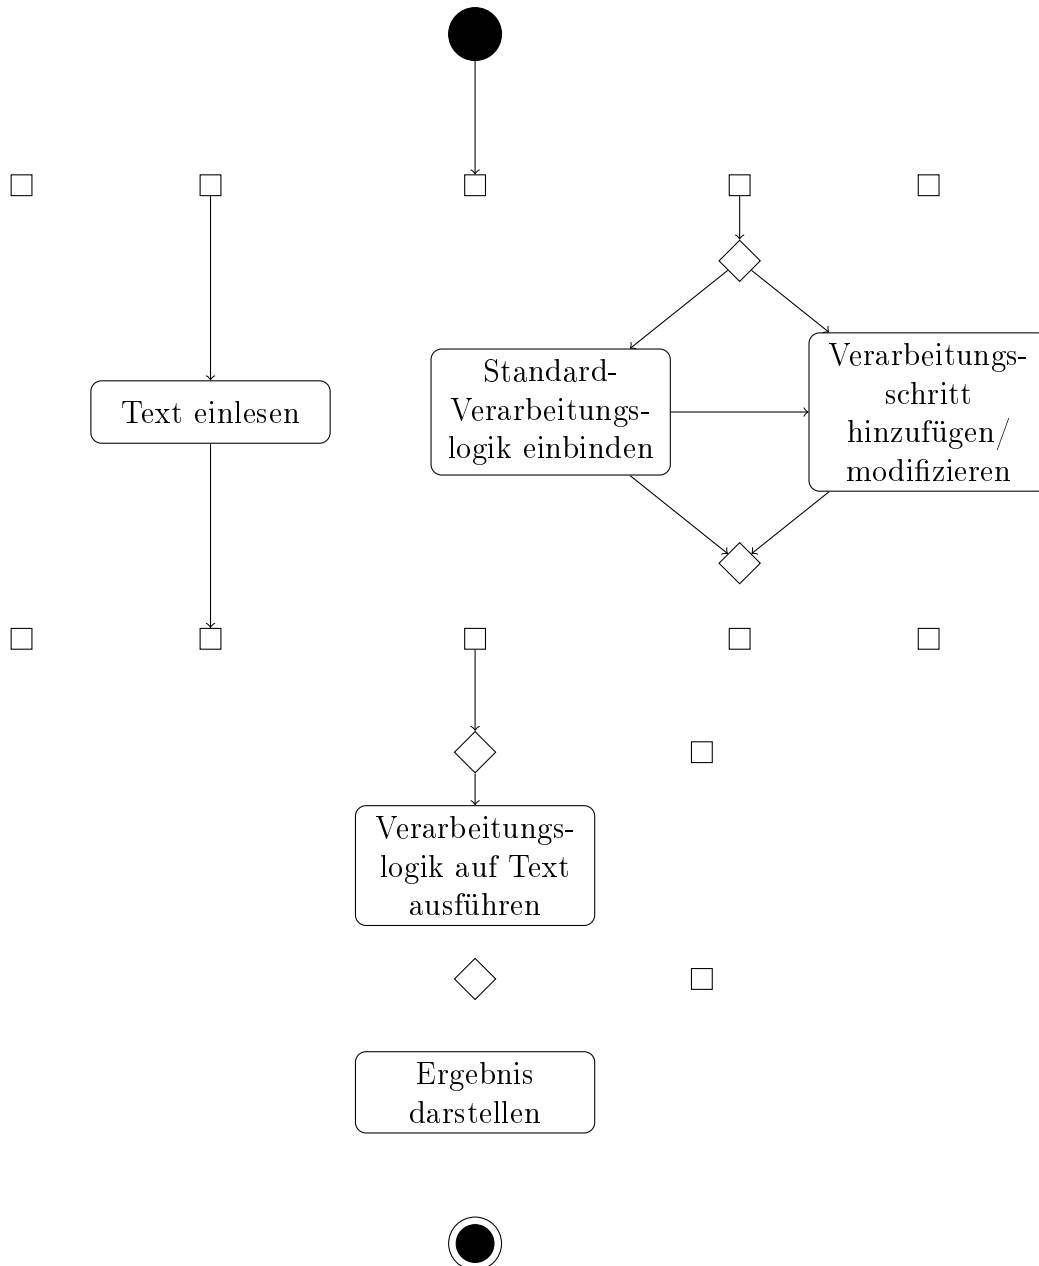 Text einlesen
Standard-
Verarbeitungs-
logik einbinden
Verarbeitungs-
schritt
hinzufügen/
modifizieren
Verarbeitungs-
logik auf Text
ausführen
Ergebnis
darstellen